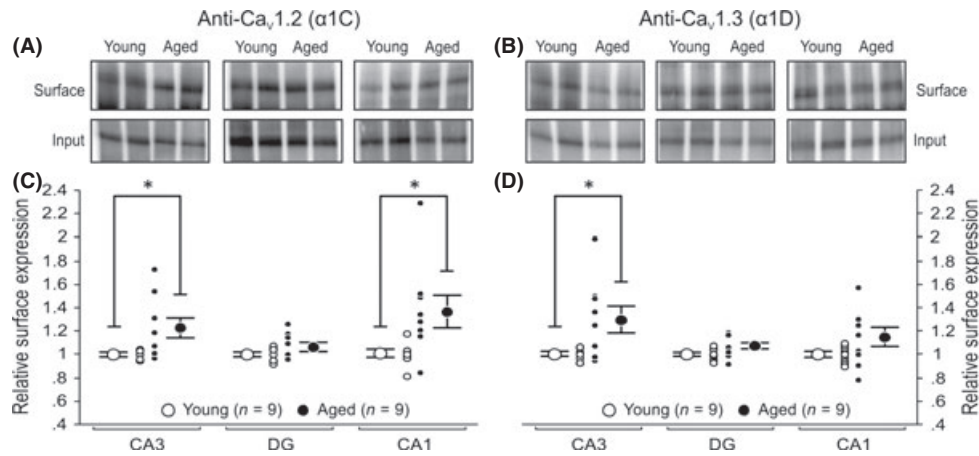 Anti-Caᵥ1.2 (α1C)
Anti-Caᵥ1.3 (α1D)
(A)
Young Aged
Young Aged
Young Aged
(B)
Young Aged
Young Aged
Young Aged
Surface
Surface
Input
Input
(C)
(D)
Relative surface expression
2.4
2.2
2
1.8
1.6
1.4
1.2
1
.8
.6
.4
*
*
Young (n = 9) Aged (n = 9)
CA3 DG CA1
*
Young (n = 9) Aged (n = 9)
CA3 DG CA1
2.4
2.2
2
1.8
1.6
1.4
1.2
1
.8
.6
.4
Relative surface expression